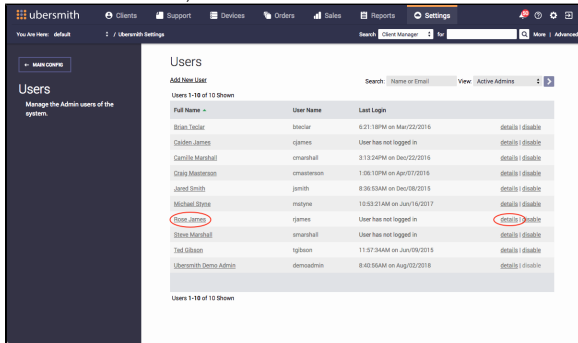 ubersmith
Clients Support Devices Orders Sales Reports Settings
You Are Here: default / Ubersmith Settings Search Client Manager for More | Advanced
← MAIN CONFIG
Users
Manage the Admin users of the
system.
Users
Add New User
Search: Name or Email View: Active Admins
Users 1-10 of 10 Shown
Full Name User Name Last Login
Brian Teclar bteclar 6:21:18PM on Mar/22/2016 details | disable
Caiden James cjames User has not logged in details | disable
Camille Marshall cmarshall 3:13:24PM on Dec/22/2016 details | disable
Craig Masterson cmasterson 1:06:10PM on Apr/07/2016 details | disable
Jared Smith jsmith 8:36:53AM on Dec/08/2015 details | disable
Michael Styne mstyne 10:53:21AM on Jun/16/2017 details | disable
Rose James rjames User has not logged in details | disable
Steve Marshall smarshall User has not logged in details | disable
Ted Gibson tgibson 11:57:34AM on Jun/09/2015 details | disable
Ubersmith Demo Admin demoadmin 8:40:56AM on Aug/02/2018 details | disable
Users 1-10 of 10 Shown